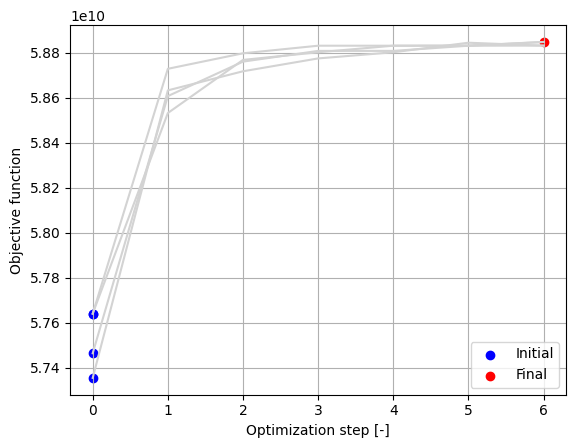 1e10
5.88
5.86
5.84
5.82
5.80
5.78
5.76
5.74
Objective function
0 1 2 3 4 5 6
Optimization step [-]
Initial
Final